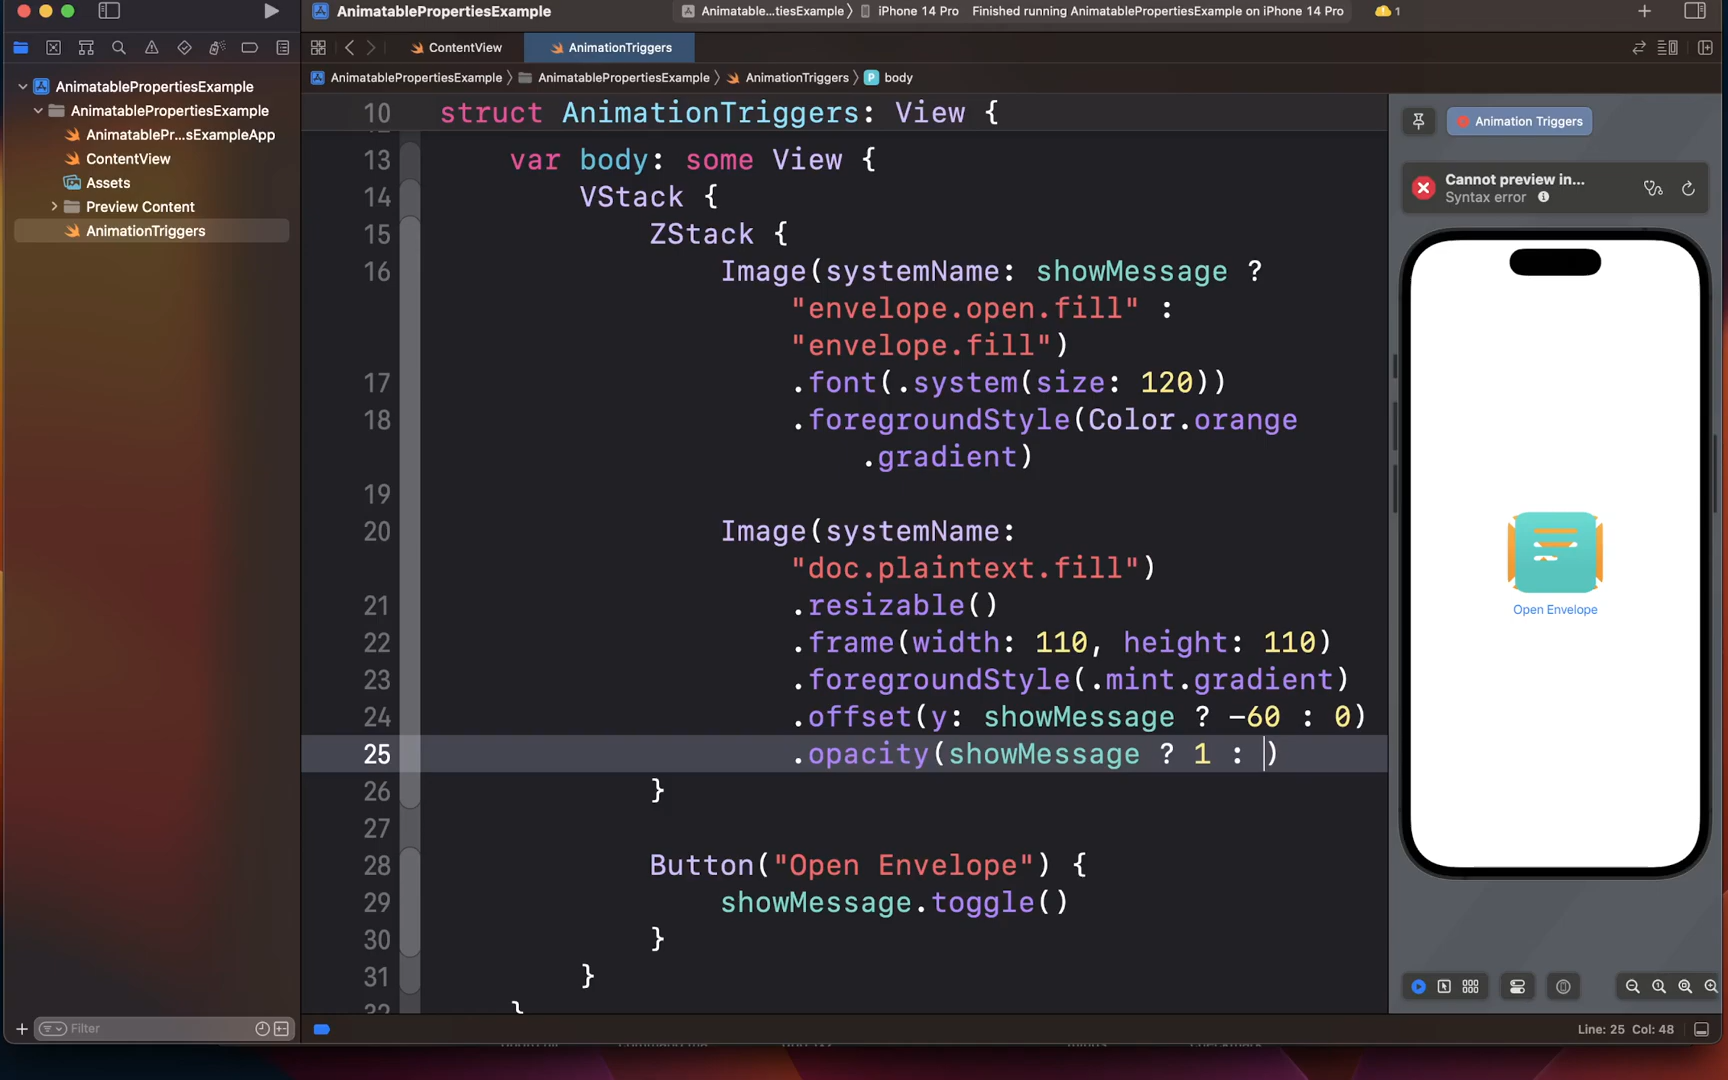 AnimatablePropertiesExample
Animatable...tiesExample
iPhone 14 Pro
Finished running AnimatablePropertiesExample on iPhone 14 Pro
1
ContentView
AnimationTriggers
AnimatablePropertiesExample
AnimatablePropertiesExample
AnimationTriggers
P
body
AnimatablePropertiesExample
AnimatablePropertiesExample
AnimatablePr...sExampleApp
ContentView
Assets
Preview Content
AnimationTriggers
10 struct AnimationTriggers: View {
13 var body: some View {
14 VStack {
15 ZStack {
16 Image(systemName: showMessage ?
"envelope.open.fill" :
"envelope.fill")
17 .font(.system(size: 120))
18 .foregroundStyle(Color.orange
.gradient)
19
20 Image(systemName:
"doc.plaintext.fill")
21 .resizable()
22 .frame(width: 110, height: 110)
23 .foregroundStyle(.mint.gradient)
24 .offset(y: showMessage ? -60 : 0)
25 .opacity(showMessage ? 1 : )
26 }
27
28 Button("Open Envelope") {
29 showMessage.toggle()
30 }
31 }
32 }
Animation Triggers
Cannot preview in...
Syntax error
Open Envelope
Filter
Line: 25 Col: 48